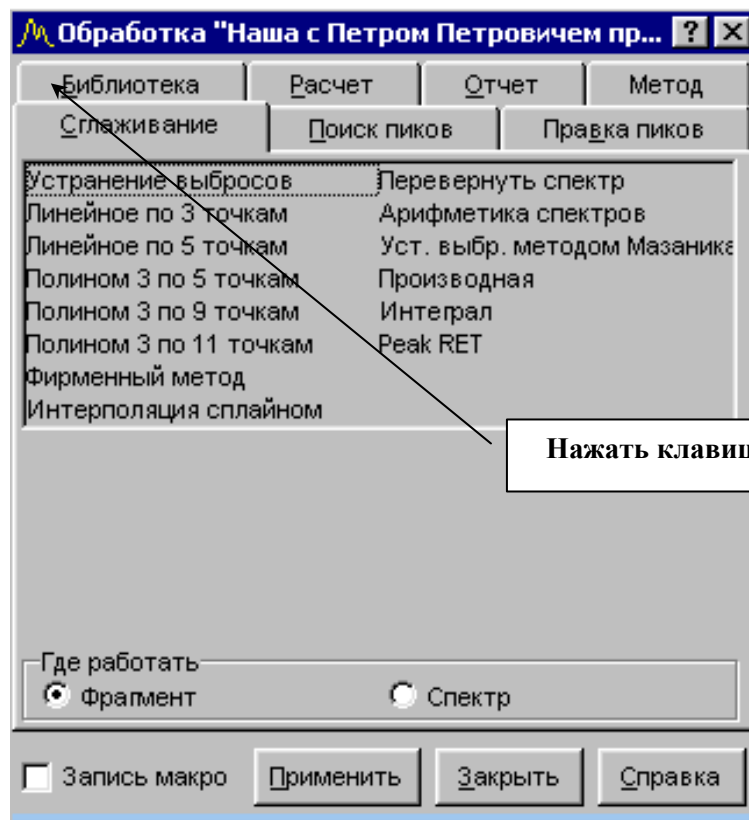 Обработка "Наша с Петром Петровичем пр...
Библиотека Расчет Отчет Метод
Сглаживание Поиск пиков Правка пиков
Устранение выбросов Перевернуть спектр
Линейное по 3 точкам Арифметика спектров
Линейное по 5 точкам Уст. выбр. методом Мазаника
Полином 3 по 5 точкам Производная
Полином 3 по 9 точкам Интеграл
Полином 3 по 11 точкам Peak RET
Фирменный метод
Интерполяция сплайном
Нажать клавиш
Где работать
Фрагмент Спектр
Запись макро Применить Закрыть Справка